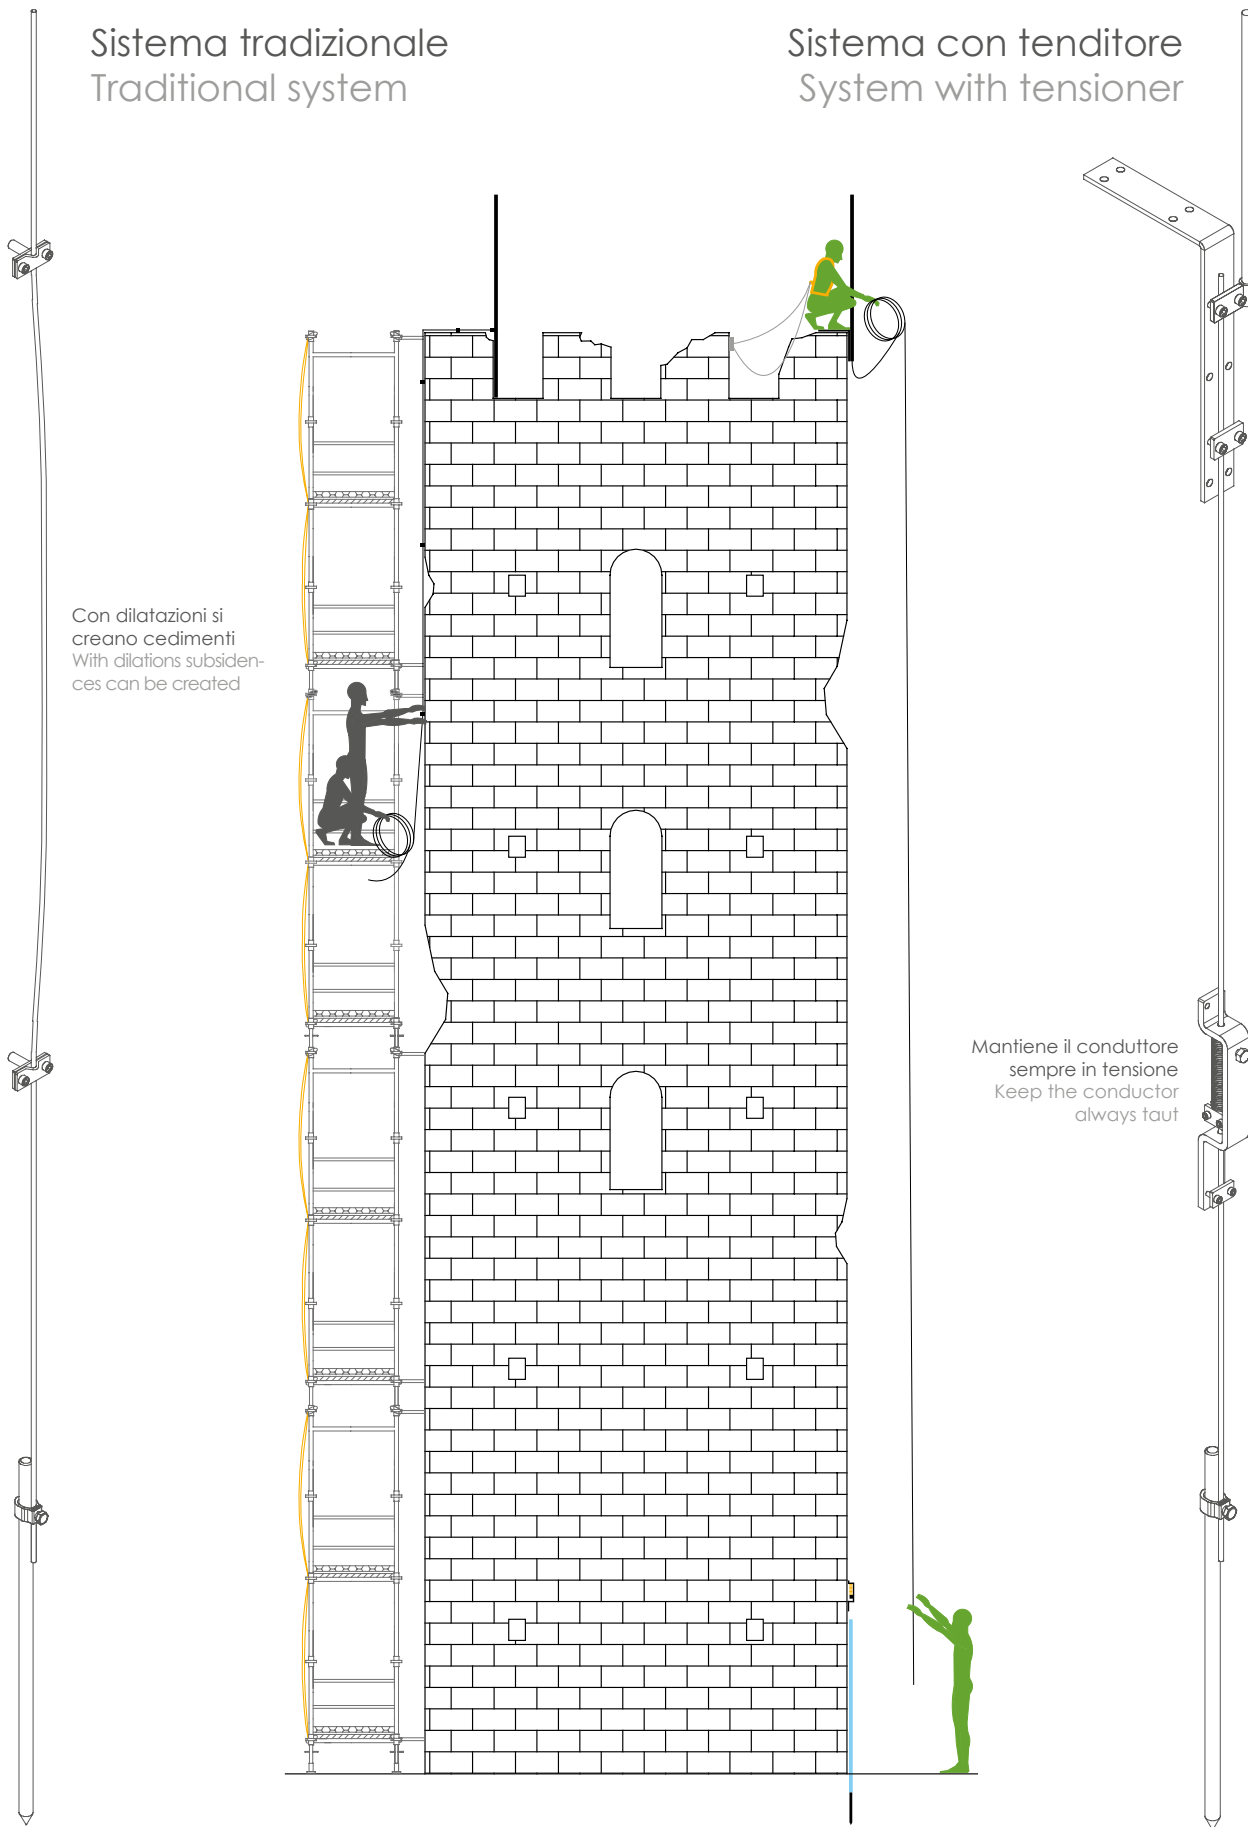 Sistema tradizionale
Traditional system
Sistema con tenditore
System with tensioner
Con dilatazioni si
creano cedimenti
With dilations subsiden-
ces can be created
Mantiene il conduttore
sempre in tensione
Keep the conductor
always taut